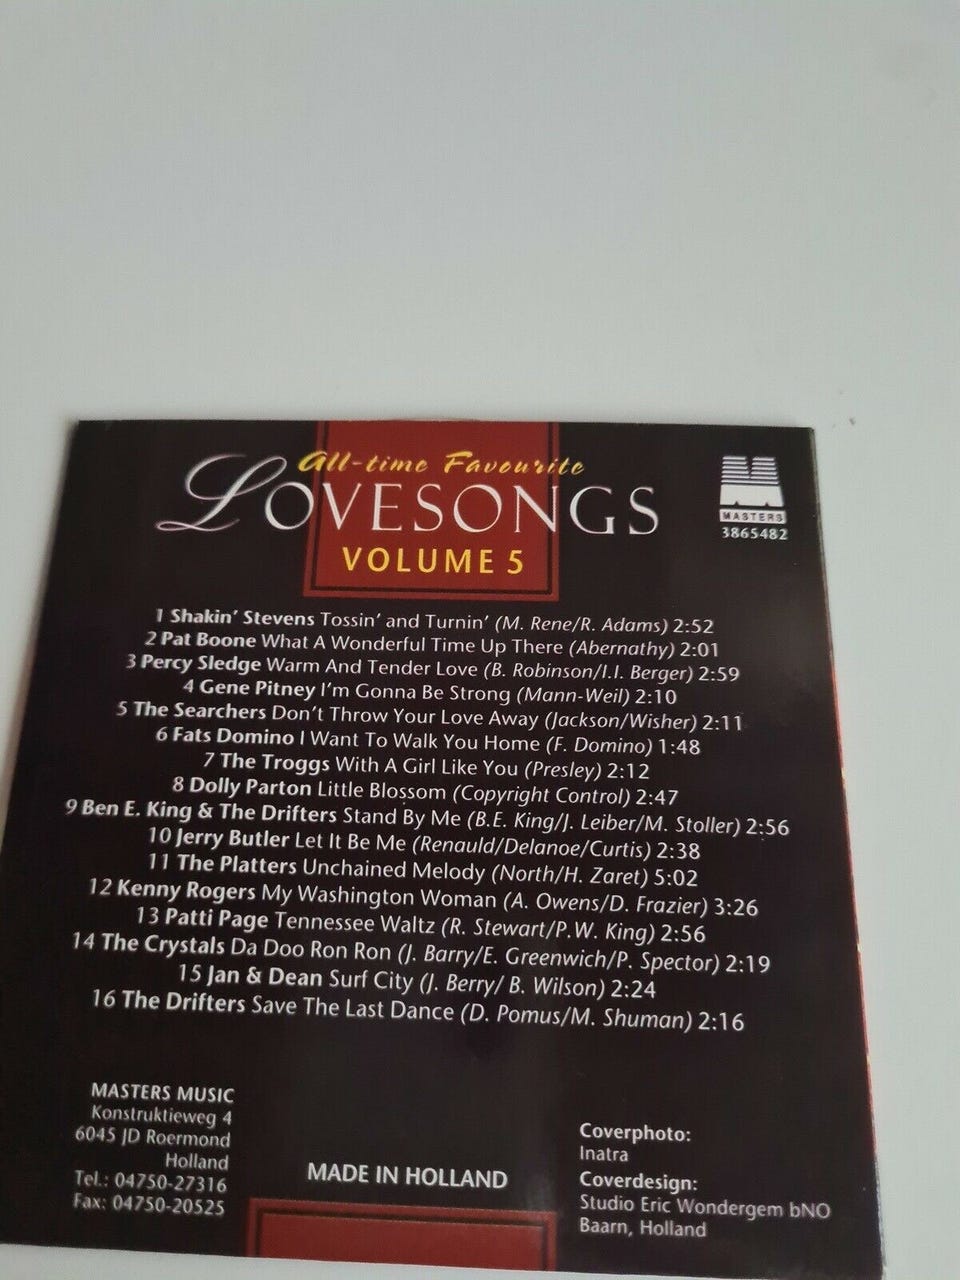 All-time Favourite
LOVESONGS
VOLUME 5
MASTERS
3865482
1 Shakin' Stevens Tossin' and Turnin' (M. Rene/R. Adams) 2:52
2 Pat Boone What A Wonderful Time Up There (Abernathy) 2:01
3 Percy Sledge Warm And Tender Love (B. Robinson/I.I. Berger) 2:59
4 Gene Pitney I'm Gonna Be Strong (Mann-Weil) 2:10
5 The Searchers Don't Throw Your Love Away (Jackson/Wisher) 2:11
6 Fats Domino I Want To Walk You Home (F. Domino) 1:48
7 The Troggs With A Girl Like You (Presley) 2:12
8 Dolly Parton Little Blossom (Copyright Control) 2:47
9 Ben E. King & The Drifters Stand By Me (B.E. King/J. Leiber/M. Stoller) 2:56
10 Jerry Butler Let It Be Me (Renauld/Delanoe/Curtis) 2:38
11 The Platters Unchained Melody (North/H. Zaret) 5:02
12 Kenny Rogers My Washington Woman (A. Owens/D. Frazier) 3:26
13 Patti Page Tennessee Waltz (R. Stewart/P.W. King) 2:56
14 The Crystals Da Doo Ron Ron (J. Barry/E. Greenwich/P. Spector) 2:19
15 Jan & Dean Surf City (J. Berry/ B. Wilson) 2:24
16 The Drifters Save The Last Dance (D. Pomus/M. Shuman) 2:16
MASTERS MUSIC
Konstruktieweg 4
6045 JD Roermond
Holland
Tel.: 04750-27316
Fax: 04750-20525
MADE IN HOLLAND
Coverphoto:
Inatra
Coverdesign:
Studio Eric Wondergem bNO
Baarn, Holland